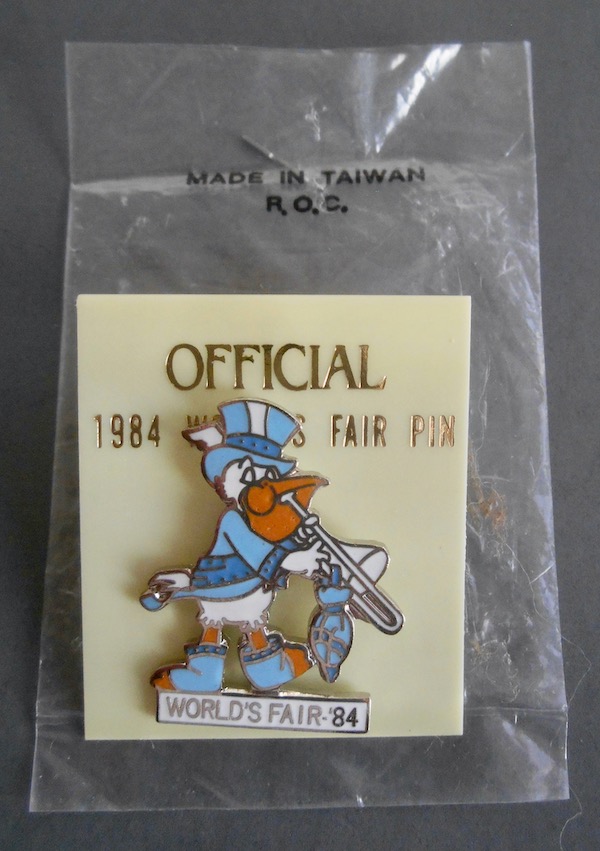 MADE IN TAIWAN
R.O.C.
OFFICIAL
1984 S FAIR PIN
WORLD'S FAIR-'84